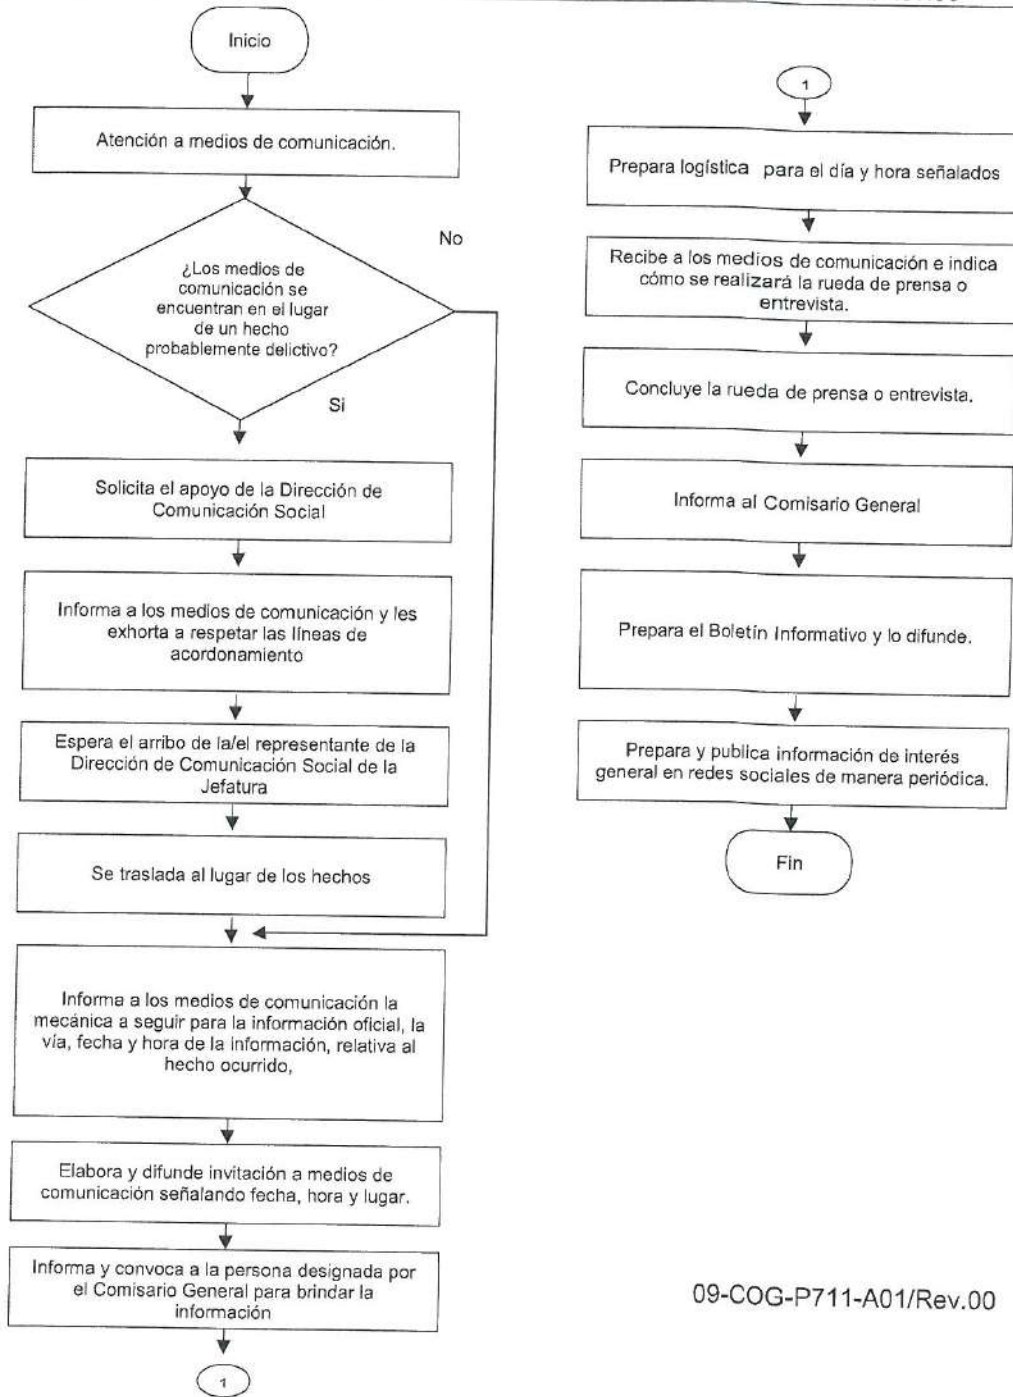 Inicio
Atención a medios de comunicación.
No
¿Los medios de
comunicación se
encuentran en el lugar
de un hecho
probablemente delictivo?
Si
Solicita el apoyo de la Dirección de
Comunicación Social
Informa a los medios de comunicación y les
exhorta a respetar las líneas de
acordonamiento
Espera el arribo de la/el representante de la
Dirección de Comunicación Social de la
Jefatura
Se traslada al lugar de los hechos
Informa a los medios de comunicación la
mecánica a seguir para la información oficial, la
vía, fecha y hora de la información, relativa al
hecho ocurrido,
Elabora y difunde invitación a medios de
comunicación señalando fecha, hora y lugar.
Informa y convoca a la persona designada por
el Comisario General para brindar la
información
1
1
Prepara logística para el día y hora señalados
Recibe a los medios de comunicación e indica
cómo se realizará la rueda de prensa o
entrevista.
Concluye la rueda de prensa o entrevista.
Informa al Comisario General
Prepara el Boletín Informativo y lo difunde.
Prepara y publica información de interés
general en redes sociales de manera periódica.
Fin
09-COG-P711-A01/Rev.00